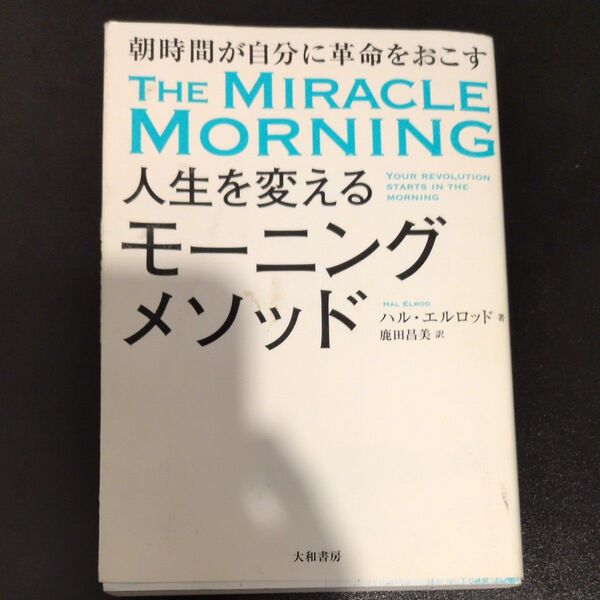 朝時間が自分に革命をおこす
THE MIRACLE
MORNING
人生を変える
YOUR REVOLUTION
STARTS IN THE
MORNING
モーニング
メソッド
HAL ELROD
ハル・エルロッド 著
鹿田昌美 訳
大和書房